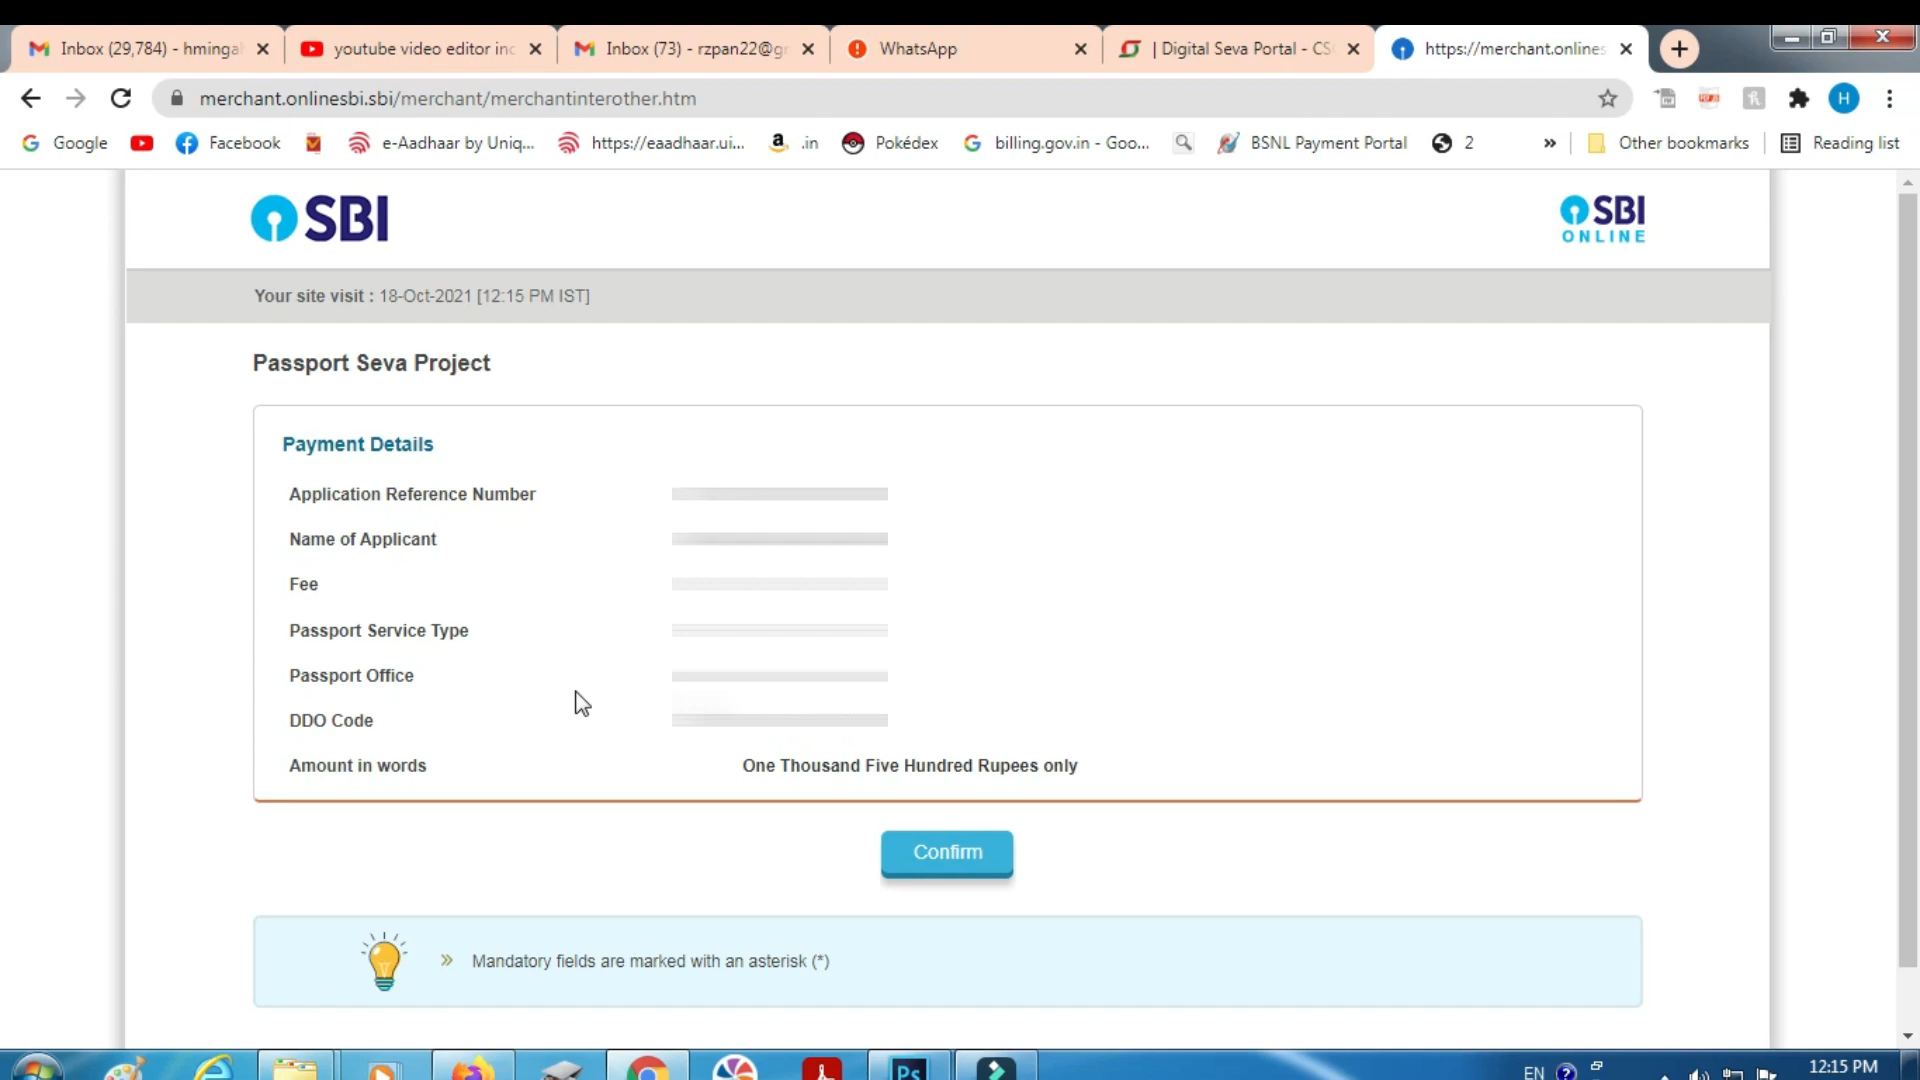 Inbox (29,784) - hminga
youtube video editor inc
Inbox (73) - rzpan22@gr
WhatsApp
| Digital Seva Portal - CS
https://merchant.onlines
merchant.onlinesbi.sbi/merchant/merchantinterother.htm
H
Google
Facebook
e-Aadhaar by Uniq...
https://eaadhaar.ui...
.in
Pokédex
billing.gov.in - Goo...
BSNL Payment Portal
2
»
Other bookmarks
Reading list
SBI
SBI
ONLINE
Your site visit : 18-Oct-2021 [12:15 PM IST]
Passport Seva Project
Payment Details
Application Reference Number
Name of Applicant
Fee
Passport Service Type
Passport Office
DDO Code
Amount in words One Thousand Five Hundred Rupees only
Confirm
» Mandatory fields are marked with an asterisk (*)
Ps
EN
12:15 PM